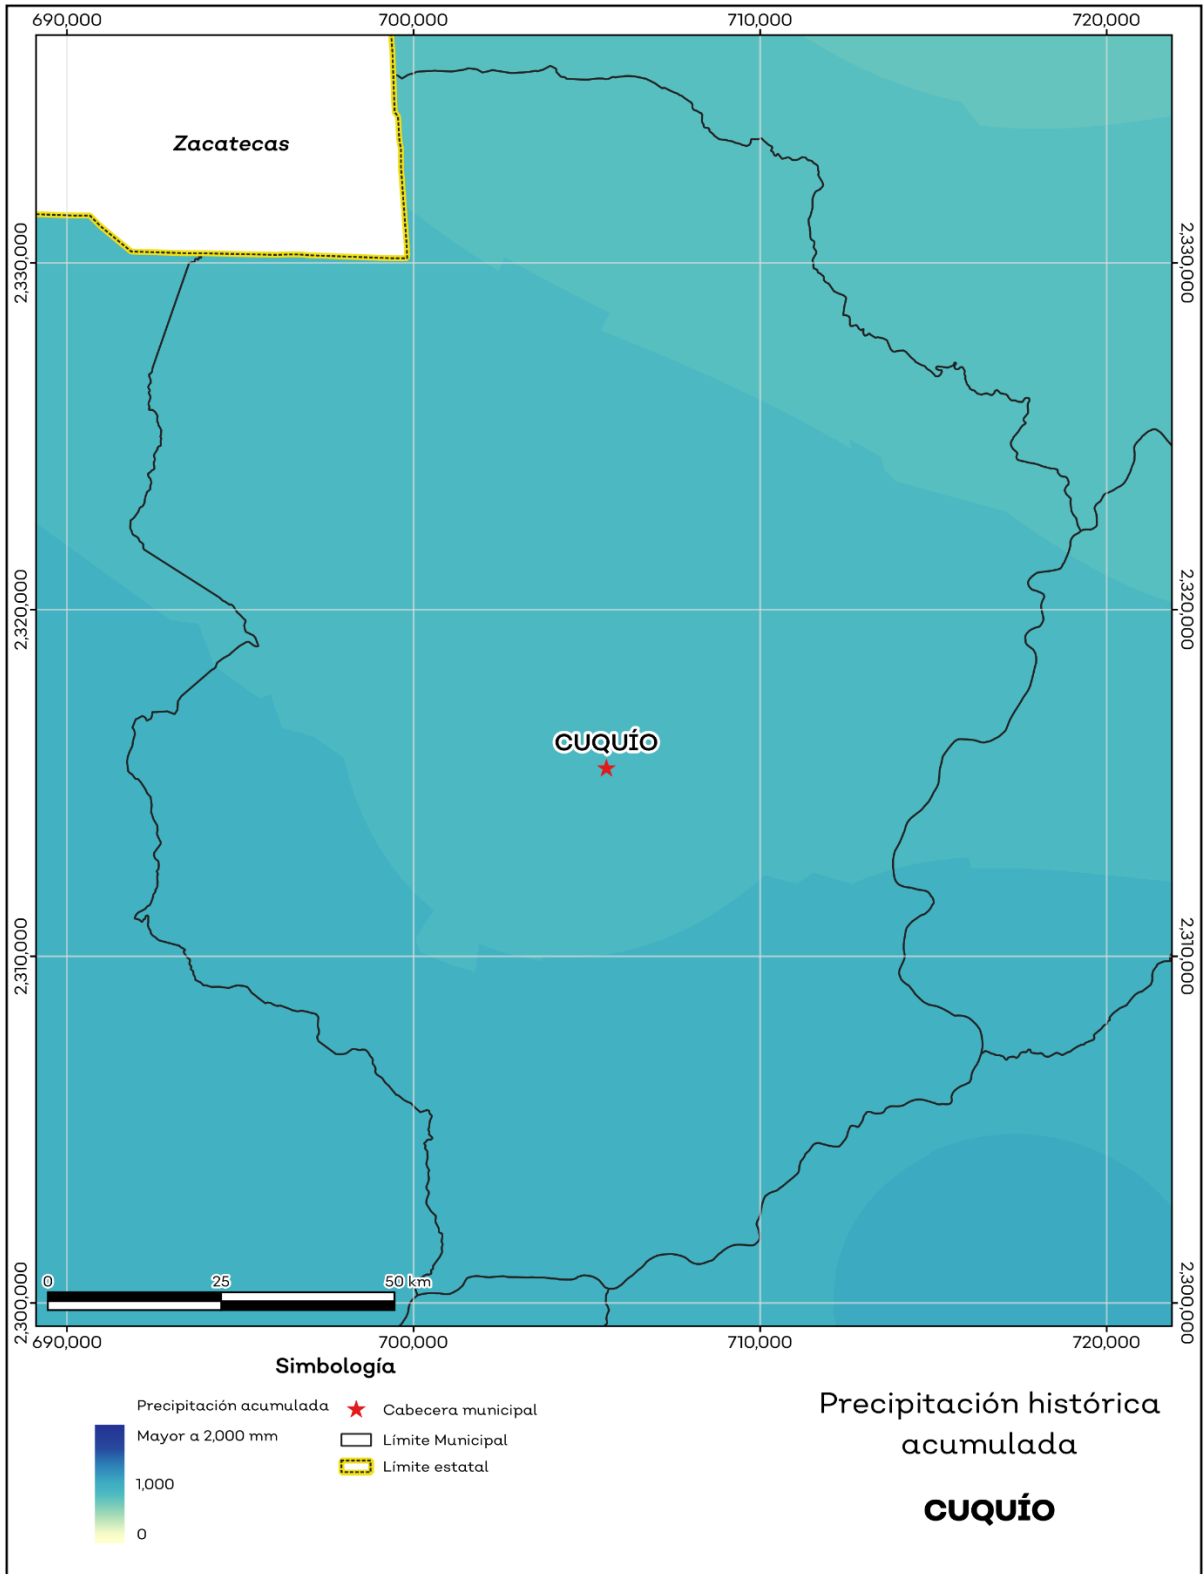 690,000
700,000
710,000
720,000
Zacatecas
2,330,000
2,330,000
2,320,000
2,320,000
CUQUÍO
2,310,000
2,310,000
2,300,000
2,300,000
0
25
50 km
690,000
700,000
710,000
720,000
Simbología
Precipitación acumulada
Mayor a 2,000 mm
1,000
0
Cabecera municipal
Límite Municipal
Límite estatal
Precipitación histórica
acumulada
CUQUÍO